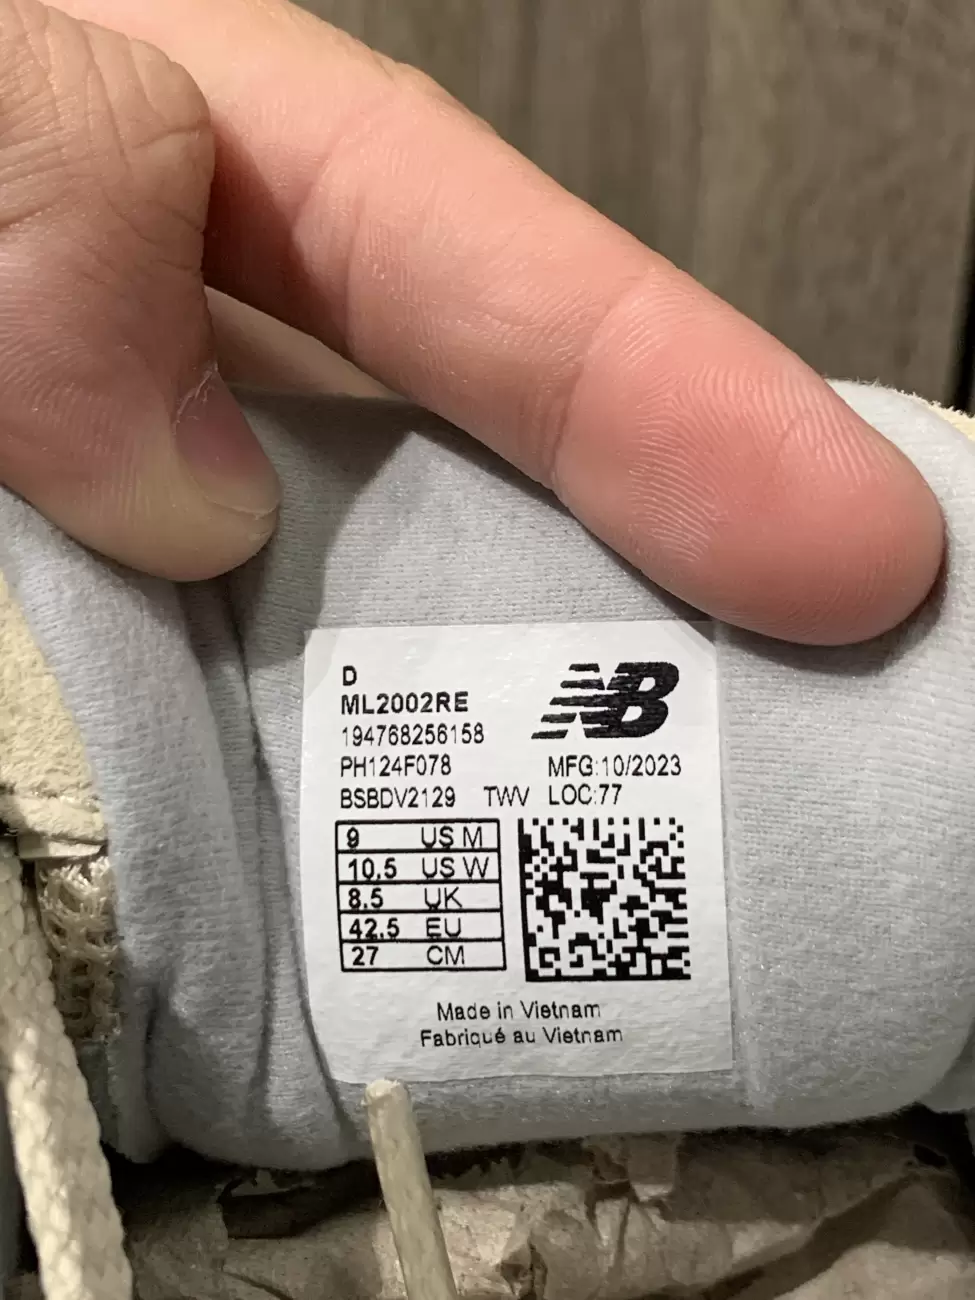 D
ML2002RE
NB
194768256158
PH124F078 MFG:10/2023
BSBDV2129 TWV LOC:77
9 US M
10.5 US W
8.5 UK
42.5 EU
27 CM
Made in Vietnam
Fabriqué au Vietnam